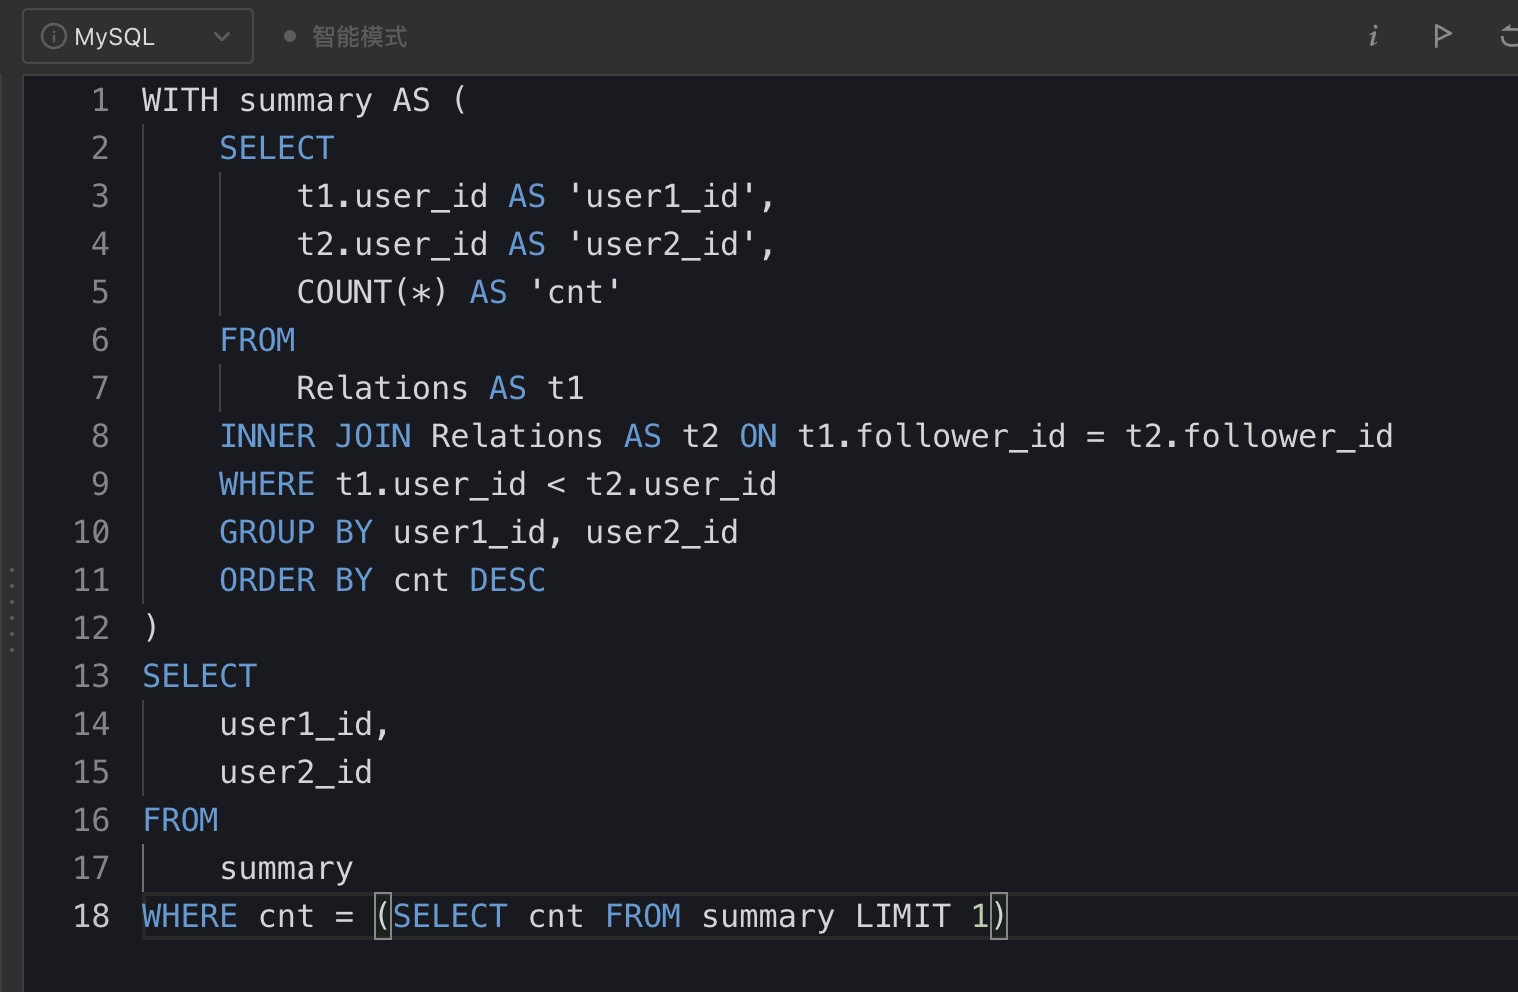 MySQL 智能模式
1 WITH summary AS (
2     SELECT
3         t1.user_id AS 'user1_id',
4         t2.user_id AS 'user2_id',
5         COUNT(*) AS 'cnt'
6     FROM
7         Relations AS t1
8     INNER JOIN Relations AS t2 ON t1.follower_id = t2.follower_id
9     WHERE t1.user_id < t2.user_id
10     GROUP BY user1_id, user2_id
11     ORDER BY cnt DESC
12 )
13 SELECT
14     user1_id,
15     user2_id
16 FROM
17     summary
18 WHERE cnt = (SELECT cnt FROM summary LIMIT 1)